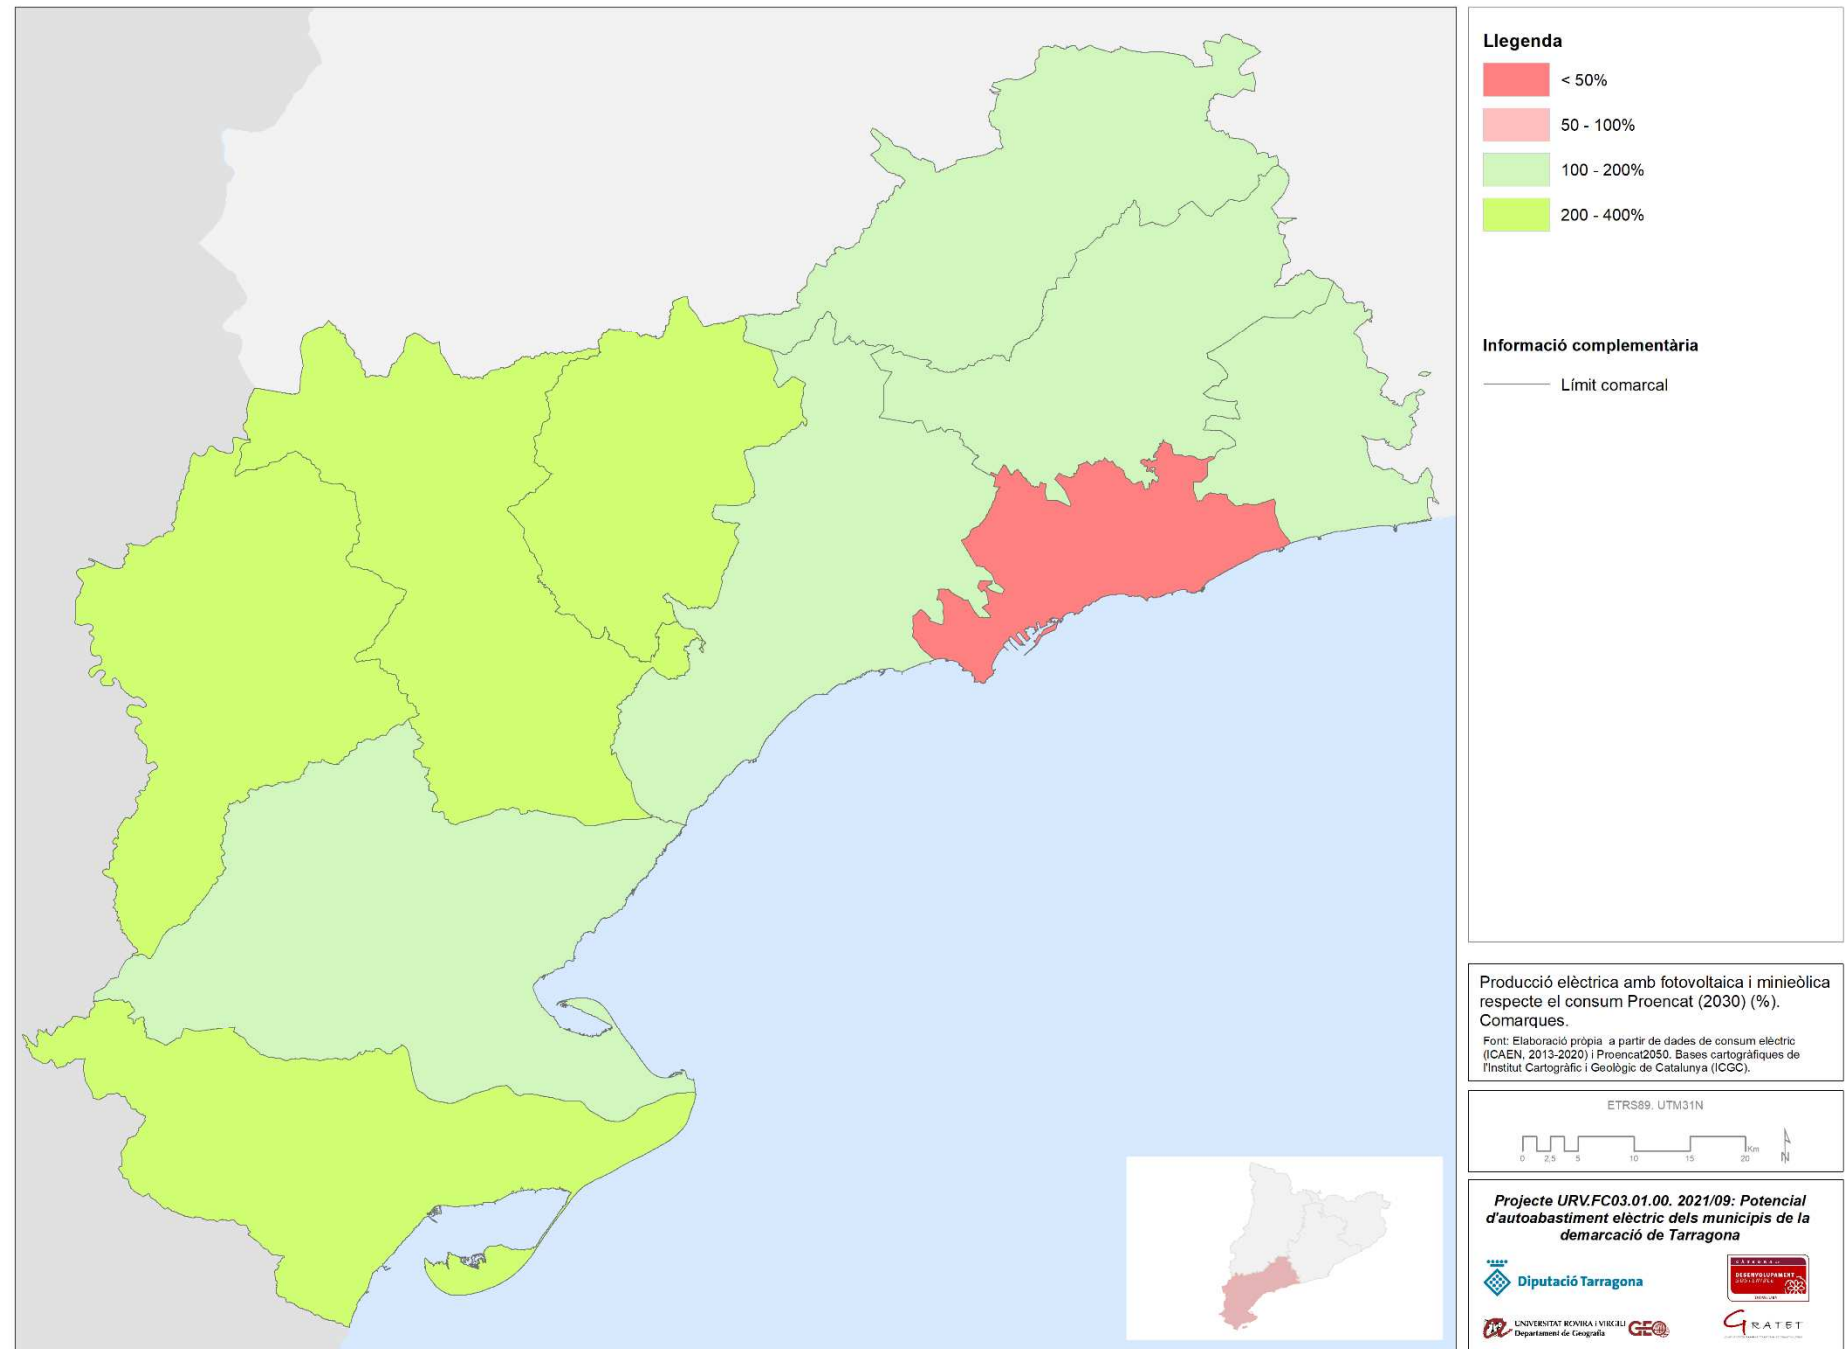 Llegenda
< 50%
50 - 100%
100 - 200%
200 - 400%
Informació complementària
Límit comarcal
Producció elèctrica amb fotovoltaica i minieòlica
respecte el consum Proencat (2030) (%).
Comarques.
Font: Elaboració pròpia a partir de dades de consum elèctric
(ICAEN, 2013-2020) i Proencat2050. Bases cartogràfiques de
l'Institut Cartogràfic i Geològic de Catalunya (ICGC).
ETRS89. UTM31N
0 2,5 5 10 15 20 Km
N
Projecte URV.FC03.01.00. 2021/09: Potencial
d'autoabastiment elèctric dels municipis de la
demarcació de Tarragona
Diputació Tarragona
DESENVOLUPAMENT
UNIVERSITAT ROVIRA I VIRGILI
Departament de Geografia
GEO
GRATET